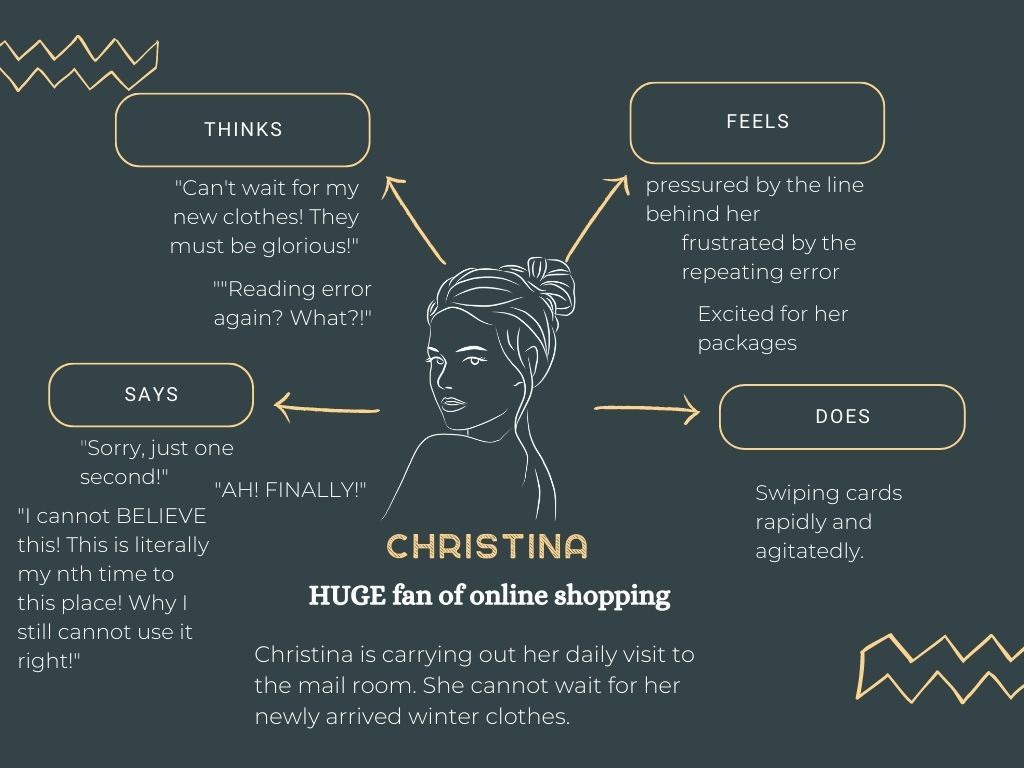 THINKS
"Can't wait for my
new clothes! They
must be glorious!"
""Reading error
again? What?!"
FEELS
pressured by the line
behind her
frustrated by the
repeating error
Excited for her
packages
SAYS
"Sorry, just one
second!"
"AH! FINALLY!"
"I cannot BELIEVE
this! This is literally
my nth time to
this place! Why I
still cannot use it
right!"
DOES
Swiping cards
rapidly and
agitatedly.
CHRISTINA
HUGE fan of online shopping
Christina is carrying out her daily visit to
the mail room. She cannot wait for her
newly arrived winter clothes.